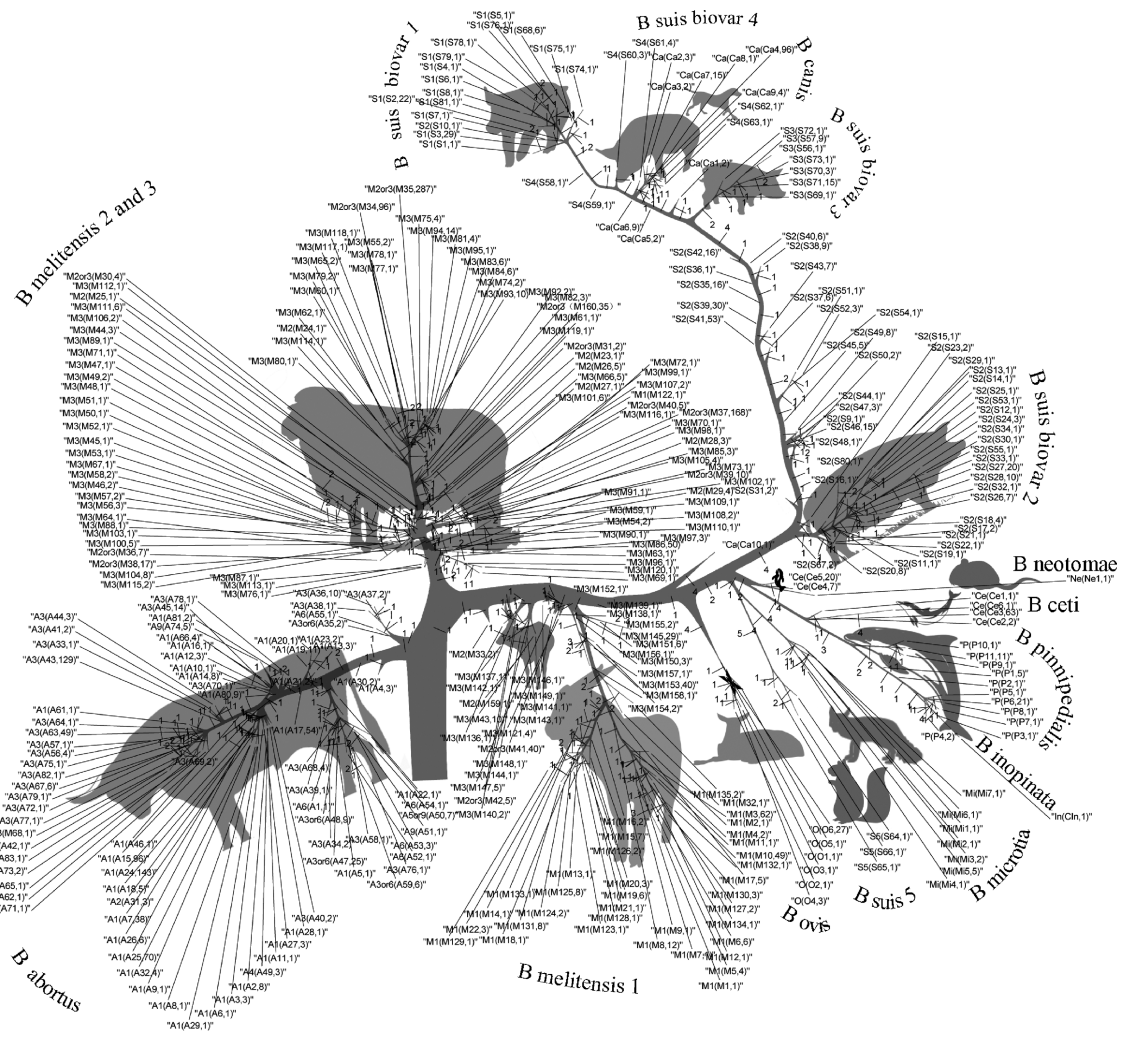 B suis biovar 1
B suis biovar 4
B canis
B suis biovar 3
B melitensis 2 and 3
B suis biovar 2
B neotomae
B ceti
B pinnipedialis
B inopinata
B microtia
B suis 5
B ovis
B melitensis 1
B abortus
"S1(S5,1)"
"S1(S76,1)"
"S1(S68,6)"
"S1(S78,1)"
"S1(S75,1)"
"S1(S79,1)"
"S1(S4,1)"
"S1(S74,1)"
"S1(S6,1)"
"S1(S8,1)"
"S1(S2,22)"
"S1(S81,1)"
"S1(S7,1)"
"S2(S10,1)"
"S1(S3,29)"
"S1(S1,1)"
"S4(S61,4)"
"S4(S60,3)"
"Ca(Ca2,3)"
"Ca(Ca4,96)"
"Ca(Ca8,1)"
"Ca(Ca7,15)"
"Ca(Ca3,2)"
"Ca(Ca9,4)"
"S4(S62,1)"
"S4(S63,1)"
"S3(S72,1)"
"S3(S57,9)"
"S3(S56,1)"
"S3(S73,1)"
"S3(S70,3)"
"S3(S71,15)"
"S3(S69,1)"
"Ca(Ca1,2)"
"S4(S58,1)"
"S4(S59,1)"
"Ca(Ca6,9)"
"Ca(Ca5,2)"
"M2or3(M35,287)"
"M2or3(M34,96)"
"M3(M75,4)"
"M3(M94,14)"
"M3(M118,1)"
"M3(M55,2)"
"M3(M81,4)"
"M3(M117,1)"
"M3(M78,1)"
"M3(M95,1)"
"M3(M65,2)"
"M3(M77,1)"
"M3(M83,6)"
"M3(M79,2)"
"M3(M84,6)"
"M3(M60,1)"
"M3(M74,2)"
"M3(M93,10)"
"M3(M92,2)"
"M3(M82,3)"
"M2or3（M160,35）"
"M3(M62,1)"
"M3(M61,1)"
"M2(M24,1)"
"M3(M119,1)"
"M3(M114,1)"
"M3(M80,1)"
"M2or3(M31,2)"
"M2(M23,1)"
"M2(M26,5)"
"M3(M66,5)"
"M2(M27,1)"
"M3(M101,6)"
"M2or3(M30,4)"
"M3(M112,1)"
"M2(M25,1)"
"M3(M111,6)"
"M3(M106,2)"
"M3(M44,3)"
"M3(M89,1)"
"M3(M71,1)"
"M3(M47,1)"
"M3(M49,2)"
"M3(M48,1)"
"M3(M51,1)"
"M3(M50,1)"
"M3(M52,1)"
"M3(M45,1)"
"M3(M53,1)"
"M3(M67,1)"
"M3(M58,2)"
"M3(M46,2)"
"M3(M57,2)"
"M3(M56,3)"
"M3(M64,1)"
"M3(M88,1)"
"M3(M103,1)"
"M3(M100,5)"
"M2or3(M36,7)"
"M2or3(M38,17)"
"M3(M104,8)"
"M3(M115,2)"
"M3(M87,1)"
"M3(M113,1)"
"M3(M76,1)"
"M3(M72,1)"
"M3(M99,1)"
"M3(M107,2)"
"M1(M122,1)"
"M2or3(M40,5)"
"M3(M116,1)"
"M2or3(M37,168)"
"M3(M70,1)"
"M3(M98,1)"
"M2(M28,3)"
"M3(M85,3)"
"M3(M105,4)"
"M3(M73,1)"
"M2or3(M39,10)"
"M3(M102,1)"
"M2(M29,4)"
"S2(S31,2)"
"M3(M91,1)"
"M3(M109,1)"
"M3(M59,1)"
"M3(M108,2)"
"M3(M54,2)"
"M3(M110,1)"
"M3(M90,1)"
"M3(M97,3)"
"M3(M86,50)"
"M3(M63,1)"
"M3(M96,1)"
"M3(M120,1)"
"M3(M69,1)"
"Ca(Ca10,1)"
"S2(S40,6)"
"S2(S38,9)"
"S2(S42,16)"
"S2(S43,7)"
"S2(S36,1)"
"S2(S35,16)"
"S2(S51,1)"
"S2(S37,6)"
"S2(S39,30)"
"S2(S52,3)"
"S2(S41,53)"
"S2(S54,1)"
"S2(S49,8)"
"S2(S45,5)"
"S2(S50,2)"
"S2(S15,1)"
"S2(S23,2)"
"S2(S29,1)"
"S2(S13,1)"
"S2(S14,1)"
"S2(S25,1)"
"S2(S53,1)"
"S2(S12,1)"
"S2(S24,3)"
"S2(S34,1)"
"S2(S30,1)"
"S2(S55,1)"
"S2(S33,1)"
"S2(S27,20)"
"S2(S28,10)"
"S2(S32,1)"
"S2(S26,7)"
"S2(S44,1)"
"S2(S47,3)"
"S2(S9,1)"
"S2(S46,15)"
"S2(S48,1)"
"S2(S80,1)"
"S2(S16,1)"
"S2(S18,4)"
"S2(S17,2)"
"S2(S21,1)"
"S2(S22,1)"
"S2(S19,1)"
"S2(S11,1)"
"S2(S20,8)"
"S2(S67,2)"
"Ce(Ce5,20)"
"Ce(Ce4,7)"
"Ne(Ne1,1)"
"Ce(Ce1,1)"
"Ce(Ce6,1)"
"Ce(Ce3,63)"
"Ce(Ce2,2)"
"P(P10,1)"
"P(P11,11)"
"P(P9,1)"
"P(P1,5)"
"P(P2,1)"
"P(P5,1)"
"P(P6,21)"
"P(P8,1)"
"P(P7,1)"
"P(P3,1)"
"P(P4,2)"
"In(CIn,1)"
"Mi(Mi7,1)"
"Mi(Mi6,1)"
"Mi(Mi1,1)"
"Mi(Mi2,1)"
"Mi(Mi3,2)"
"Mi(Mi5,5)"
"Mi(Mi4,1)"
"S5(S64,1)"
"S5(S66,1)"
"S5(S65,1)"
"O(O6,27)"
"O(O5,1)"
"O(O1,1)"
"O(O3,1)"
"O(O2,1)"
"O(O4,3)"
"M3(M152,1)"
"M3(M139,1)"
"M3(M138,1)"
"M3(M155,2)"
"M3(M145,29)"
"M3(M151,6)"
"M3(M156,1)"
"M3(M150,3)"
"M3(M157,1)"
"M3(M153,40)"
"M3(M158,1)"
"M3(M154,2)"
"M2(M33,2)"
"M3(M137,1)"
"M3(M146,1)"
"M3(M142,1)"
"M3(M149,1)"
"M2(M159,1)"
"M3(M141,1)"
"M3(M43,10)"
"M3(M143,1)"
"M3(M121,4)"
"M3(M136,1)"
"M2or3(M41,40)"
"M3(M148,1)"
"M3(M144,1)"
"M3(M147,5)"
"M2or3(M42,5)"
"M3(M140,2)"
"M1(M135,2)"
"M1(M32,1)"
"M1(M3,62)"
"M1(M2,1)"
"M1(M4,2)"
"M1(M11,1)"
"M1(M10,49)"
"M1(M132,1)"
"M1(M16,2)"
"M1(M15,7)"
"M1(M126,2)"
"M1(M17,5)"
"M1(M130,3)"
"M1(M127,2)"
"M1(M134,1)"
"M1(M6,6)"
"M1(M12,1)"
"M1(M5,4)"
"M1(M1,1)"
"M1(M13,1)"
"M1(M20,3)"
"M1(M19,6)"
"M1(M21,1)"
"M1(M128,1)"
"M1(M123,1)"
"M1(M9,1)"
"M1(M8,12)"
"M1(M133,1)"
"M1(M125,8)"
"M1(M14,1)"
"M1(M124,2)"
"M1(M22,3)"
"M1(M131,8)"
"M1(M129,1)"
"M1(M18,1)"
"A3(A36,10)"
"A3(A37,2)"
"A3(A38,1)"
"A6(A55,1)"
"A3or6(A35,2)"
"A3(A78,1)"
"A3(A44,3)"
"A3(A45,14)"
"A3(A41,2)"
"A1(A81,2)"
"A9(A74,5)"
"A3(A33,1)"
"A1(A66,4)"
"A1(A16,1)"
"A3(A43,129)"
"A1(A12,3)"
"A1(A10,1)"
"A1(A14,8)"
"A3(A70,1)"
"A1(A80,9)"
"A1(A20,1)"
"A1(A23,2)"
"A1(A13,3)"
"A1(A30,2)"
"A1(A4,3)"
"A1(A61,1)"
"A3(A64,1)"
"A3(A63,49)"
"A3(A57,1)"
"A3(A56,4)"
"A3(A75,1)"
"A3(A82,1)"
"A3(A67,6)"
"A3(A79,1)"
"A3(A72,1)"
"A3(A77,1)"
"A1(A17,54)"
"A3(A69,2)"
"A3(A68,4)"
"A3(A39,1)"
"A6(A1,1)"
"A3or6(A48,9)"
"A3(A34,2)"
"A3(A58,1)"
"A3or6(A47,25)"
"A1(A5,1)"
"A1(A22,1)"
"A6(A54,1)"
"A5or9(A50,7)"
"A9(A51,1)"
"A6(A53,3)"
"A6(A52,1)"
"A3(A76,1)"
"A3or6(A59,6)"
"A1(A46,1)"
"A1(A15,96)"
"A1(A24,143)"
"A1(A18,5)"
"A2(A31,3)"
"A1(A7,38)"
"A1(A26,6)"
"A1(A25,70)"
"A1(A32,4)"
"A1(A9,1)"
"A1(A8,1)"
"A1(A29,1)"
"A1(A6,1)"
"A1(A3,3)"
"A1(A2,8)"
"A4(A49,3)"
"A1(A11,1)"
"A1(A27,3)"
"A1(A28,1)"
"A3(A40,2)"